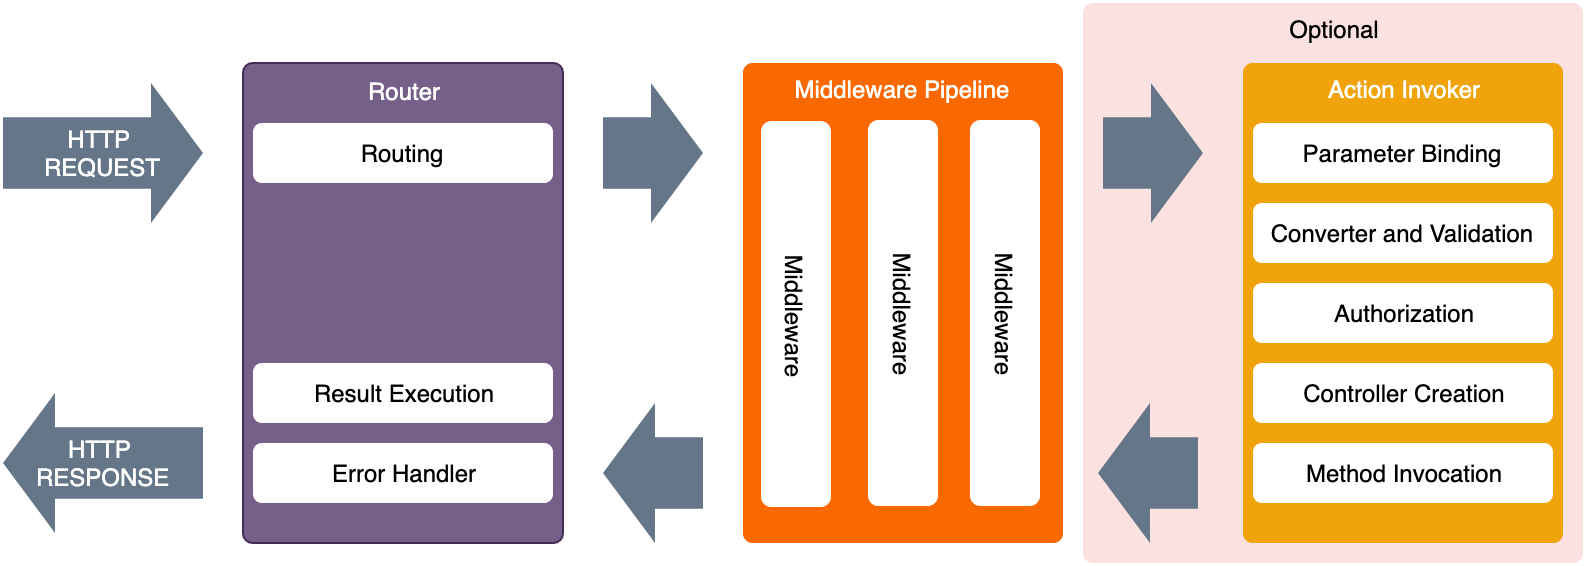 HTTP
REQUEST
HTTP
RESPONSE
Router
Routing
Result Execution
Error Handler
Middleware Pipeline
Middleware
Middleware
Middleware
Optional
Action Invoker
Parameter Binding
Converter and Validation
Authorization
Controller Creation
Method Invocation